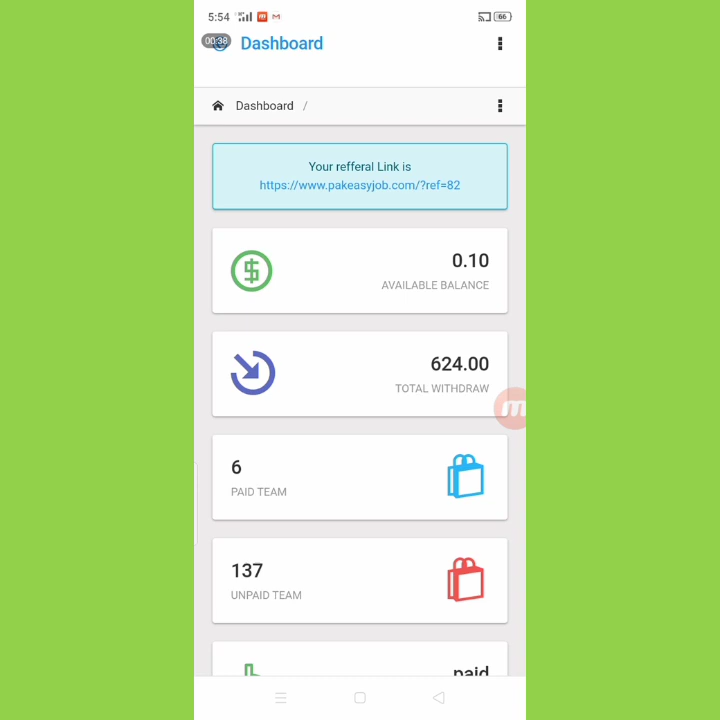 5:54 66
00:38 Dashboard
Dashboard /
Your refferal Link is
https://www.pakeasyjob.com/?ref=82
0.10
AVAILABLE BALANCE
624.00
TOTAL WITHDRAW
6
PAID TEAM
137
UNPAID TEAM
paid